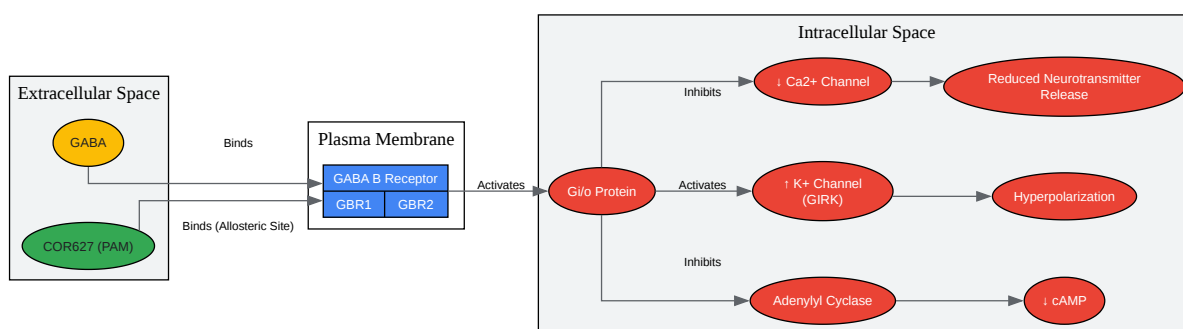 Extracellular Space
GABA
COR627 (PAM)
Binds
Binds (Allosteric Site)
Plasma Membrane
GABA B Receptor
GBR1
GBR2
Activates
Intracellular Space
Gi/o Protein
Inhibits
↓ Ca2+ Channel
Reduced Neurotransmitter
Release
Activates
↑ K+ Channel
(GIRK)
Hyperpolarization
Inhibits
Adenylyl Cyclase
↓ cAMP